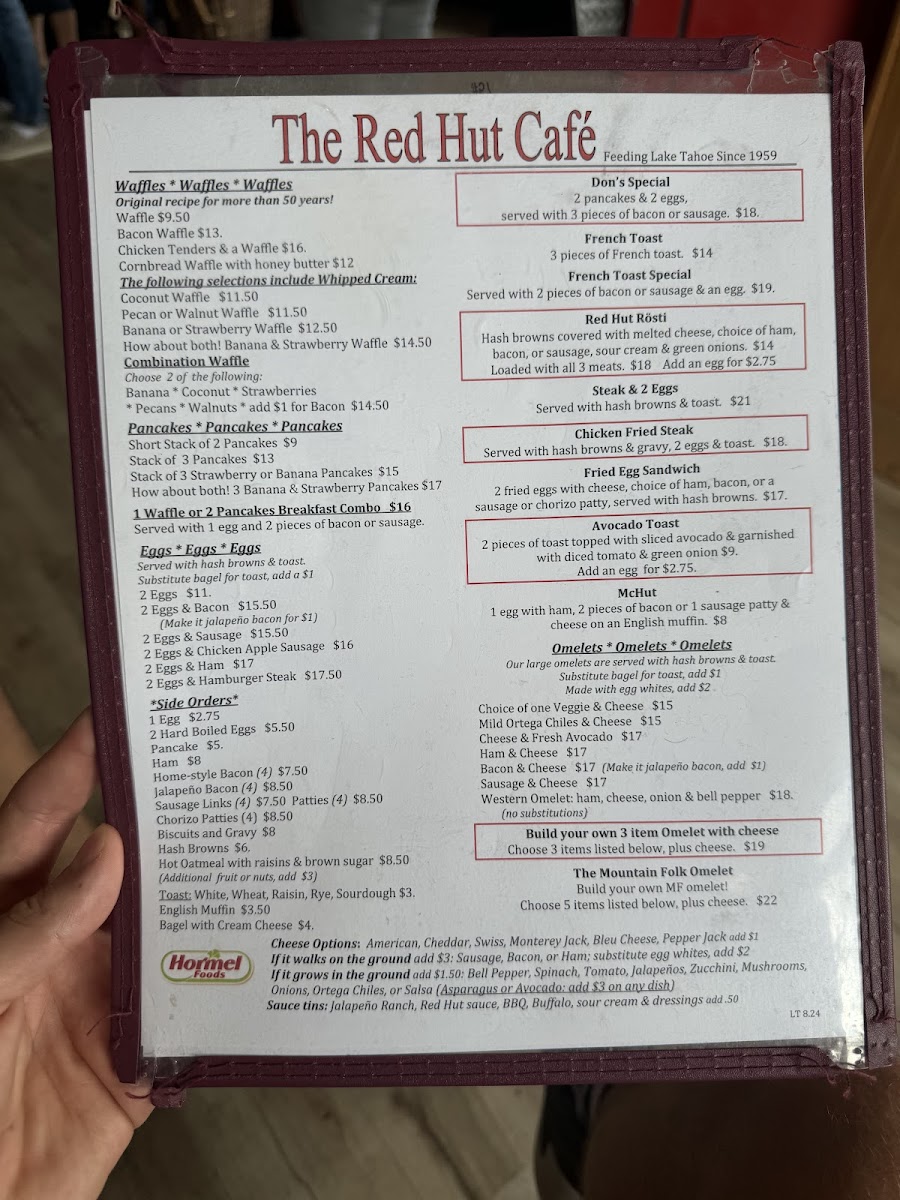 The Red Hut Café Feeding Lake Tahoe Since 1959
Waffles * Waffles * Waffles
Original recipe for more than 50 years!
Waffle $9.50
Bacon Waffle $13.
Chicken Tenders & a Waffle $16.
Cornbread Waffle with honey butter $12
The following selections include Whipped Cream:
Coconut Waffle $11.50
Pecan or Walnut Waffle $11.50
Banana or Strawberry Waffle $12.50
How about both! Banana & Strawberry Waffle $14.50
Combination Waffle
Choose 2 of the following:
Banana * Coconut * Strawberries
* Pecans * Walnuts * add $1 for Bacon $14.50
Pancakes * Pancakes * Pancakes
Short Stack of 2 Pancakes $9
Stack of 3 Pancakes $13
Stack of 3 Strawberry or Banana Pancakes $15
How about both! 3 Banana & Strawberry Pancakes $17
1 Waffle or 2 Pancakes Breakfast Combo $16
Served with 1 egg and 2 pieces of bacon or sausage.
Eggs * Eggs * Eggs
Served with hash browns & toast.
Substitute bagel for toast, add a $1
2 Eggs $11.
2 Eggs & Bacon $15.50
(Make it jalapeño bacon for $1)
2 Eggs & Sausage $15.50
2 Eggs & Chicken Apple Sausage $16
2 Eggs & Ham $17
2 Eggs & Hamburger Steak $17.50
*Side Orders*
1 Egg $2.75
2 Hard Boiled Eggs $5.50
Pancake $5.
Ham $8
Home-style Bacon (4) $7.50
Jalapeño Bacon (4) $8.50
Sausage Links (4) $7.50 Patties (4) $8.50
Chorizo Patties (4) $8.50
Biscuits and Gravy $8
Hash Browns $6.
Hot Oatmeal with raisins & brown sugar $8.50
(Additional fruit or nuts, add $3)
Toast: White, Wheat, Raisin, Rye, Sourdough $3.
English Muffin $3.50
Bagel with Cream Cheese $4.
Don's Special
2 pancakes & 2 eggs,
served with 3 pieces of bacon or sausage. $18.
French Toast
3 pieces of French toast. $14
French Toast Special
Served with 2 pieces of bacon or sausage & an egg. $19.
Red Hut Rösti
Hash browns covered with melted cheese, choice of ham,
bacon, or sausage, sour cream & green onions. $14
Loaded with all 3 meats. $18 Add an egg for $2.75
Steak & 2 Eggs
Served with hash browns & toast. $21
Chicken Fried Steak
Served with hash browns & gravy, 2 eggs & toast. $18.
Fried Egg Sandwich
2 fried eggs with cheese, choice of ham, bacon, or a
sausage or chorizo patty, served with hash browns. $17.
Avocado Toast
2 pieces of toast topped with sliced avocado & garnished
with diced tomato & green onion $9.
Add an egg for $2.75.
McHut
1 egg with ham, 2 pieces of bacon or 1 sausage patty &
cheese on an English muffin. $8
Omelets * Omelets * Omelets
Our large omelets are served with hash browns & toast.
Substitute bagel for toast, add $1
Made with egg whites, add $2
Choice of one Veggie & Cheese $15
Mild Ortega Chiles & Cheese $15
Cheese & Fresh Avocado $17
Ham & Cheese $17
Bacon & Cheese $17 (Make it jalapeño bacon, add $1)
Sausage & Cheese $17
Western Omelet: ham, cheese, onion & bell pepper $18.
(no substitutions)
Build your own 3 item Omelet with cheese
Choose 3 items listed below, plus cheese. $19
The Mountain Folk Omelet
Build your own MF omelet!
Choose 5 items listed below, plus cheese. $22
Hormel
Foods
Cheese Options: American, Cheddar, Swiss, Monterey Jack, Bleu Cheese, Pepper Jack add $1
If it walks on the ground add $3: Sausage, Bacon, or Ham; substitute egg whites, add $2
If it grows in the ground add $1.50: Bell Pepper, Spinach, Tomato, Jalapeños, Zucchini, Mushrooms,
Onions, Ortega Chiles, or Salsa (Asparagus or Avocado: add $3 on any dish)
Sauce tins: Jalapeño Ranch, Red Hut sauce, BBQ, Buffalo, sour cream & dressings add .50
LT 8.24